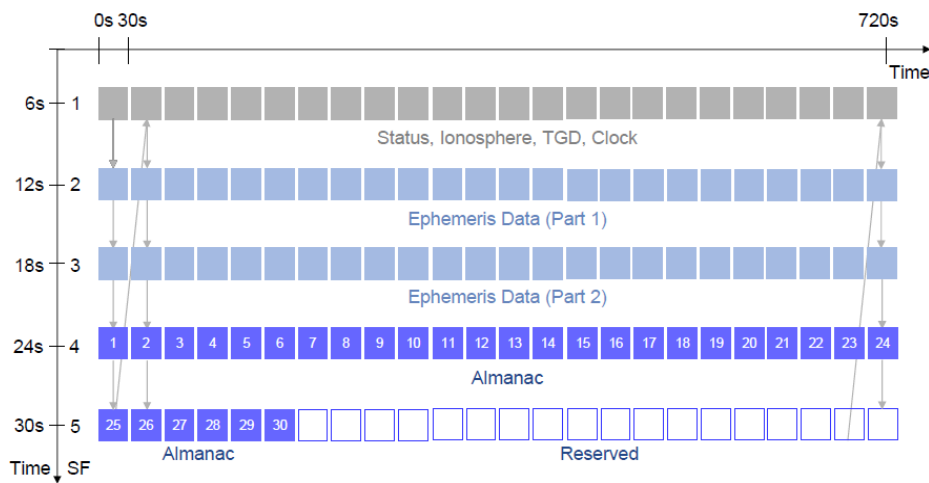 0s 30s 720s
Time
6s 1
Status, Ionosphere, TGD, Clock
12s 2
Ephemeris Data (Part 1)
18s 3
Ephemeris Data (Part 2)
24s 4 1 2 3 4 5 6 7 8 9 10 11 12 13 14 15 16 17 18 19 20 21 22 23 24
Almanac
30s 5 25 26 27 28 29 30
Almanac Reserved
Time SF